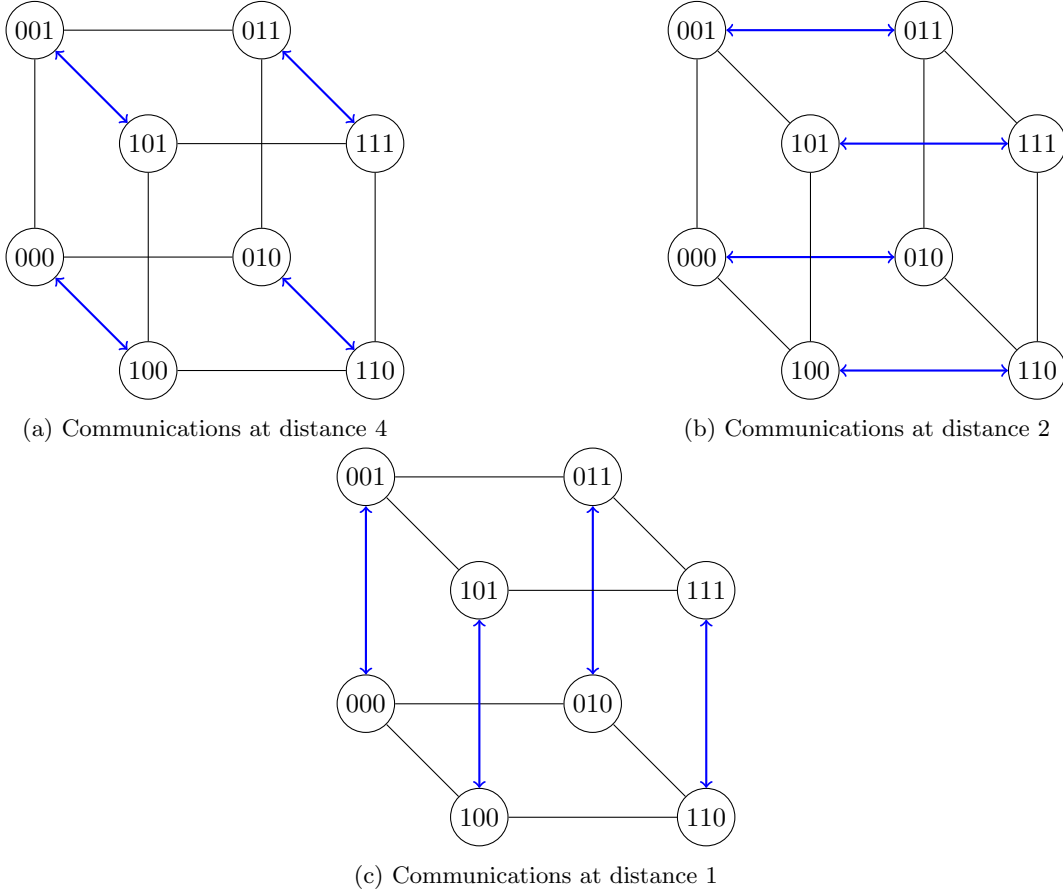 001 011 001 011
101 111 101 111
000 010 000 010
100 110 100 110
(a) Communications at distance 4 (b) Communications at distance 2
001 011
101 111
000 010
100 110
(c) Communications at distance 1